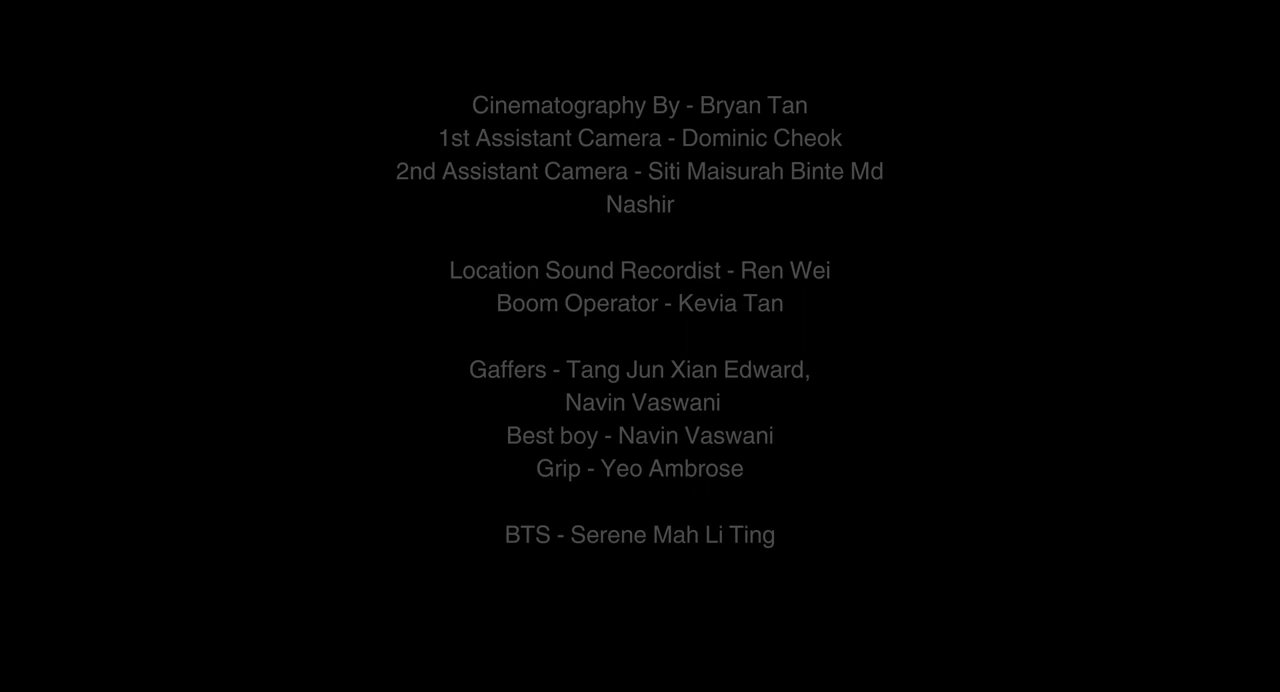 Cinematography By - Bryan Tan
1st Assistant Camera - Dominic Cheok
2nd Assistant Camera - Siti Maisurah Binte Md
Nashir
Location Sound Recordist - Ren Wei
Boom Operator - Kevia Tan
Gaffers - Tang Jun Xian Edward,
Navin Vaswani
Best boy - Navin Vaswani
Grip - Yeo Ambrose
BTS - Serene Mah Li Ting